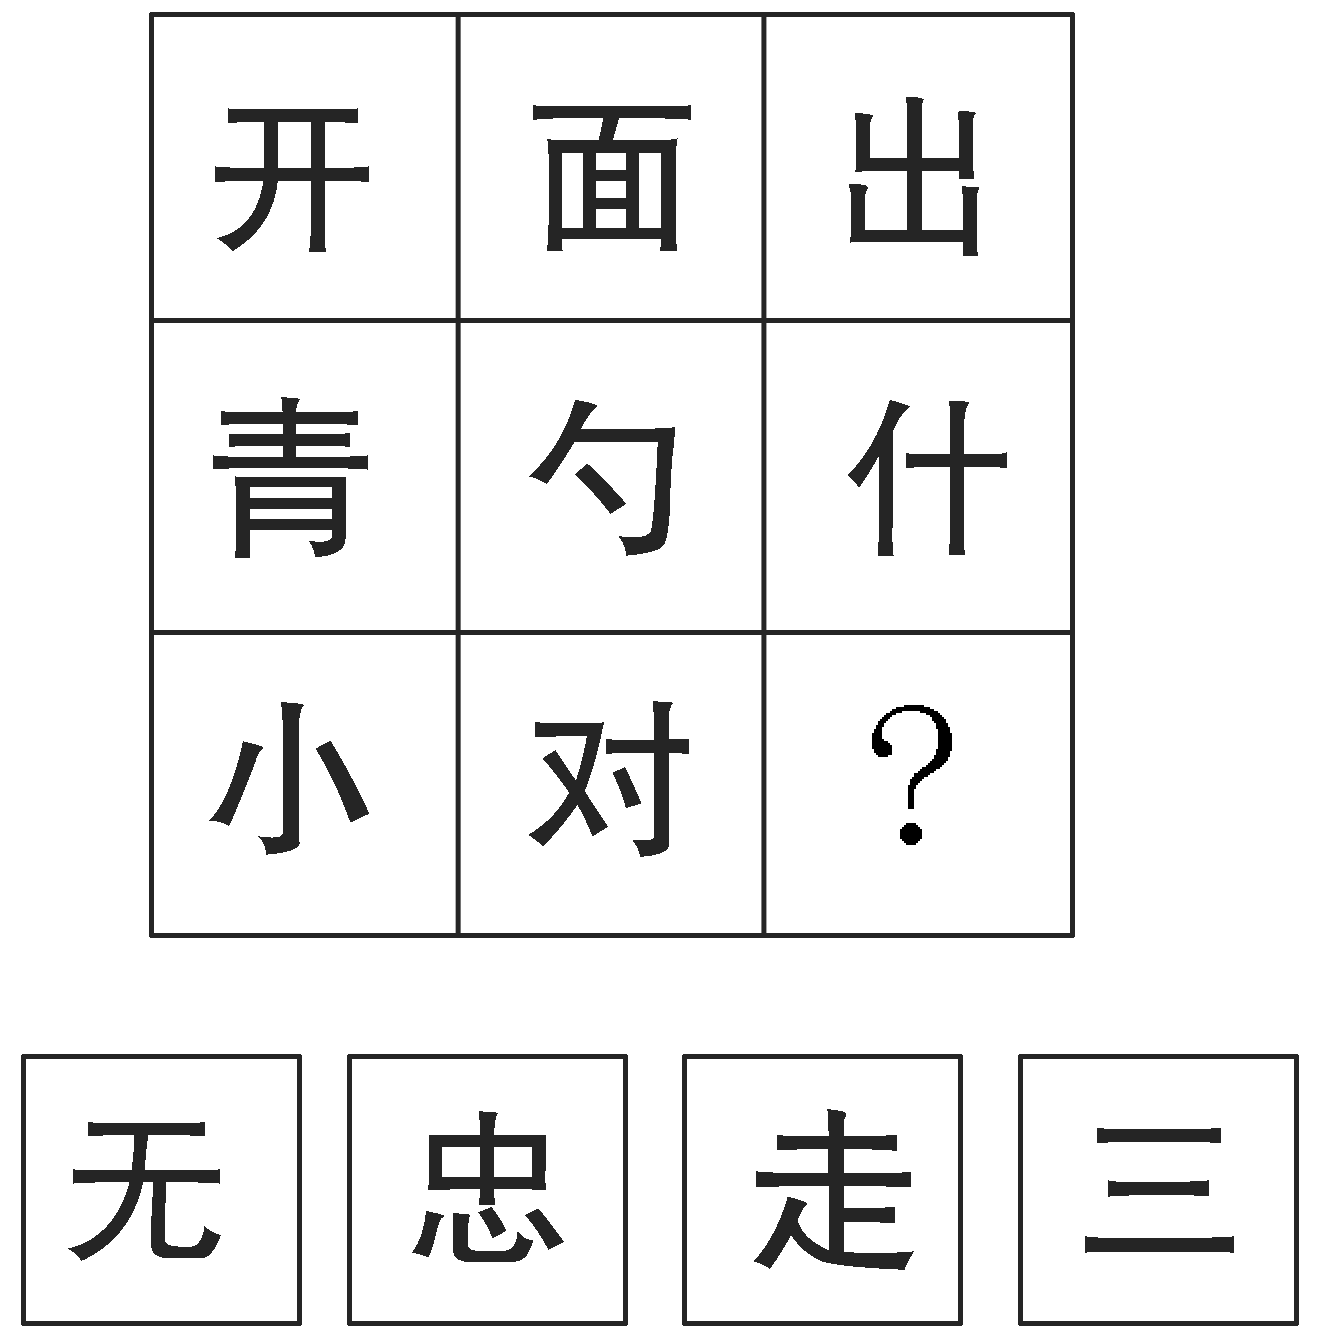 开 面 出
青 勺 什
小 对 ?
无 忠 走 三